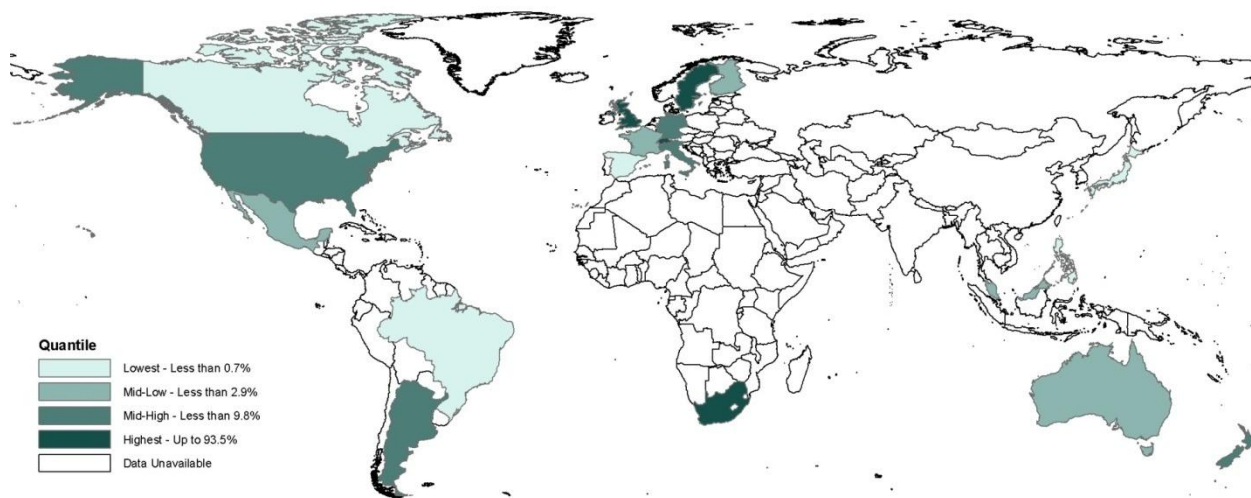 Quantile
Lowest - Less than 0.7%
Mid-Low - Less than 2.9%
Mid-High - Less than 9.8%
Highest - Up to 93.5%
Data Unavailable